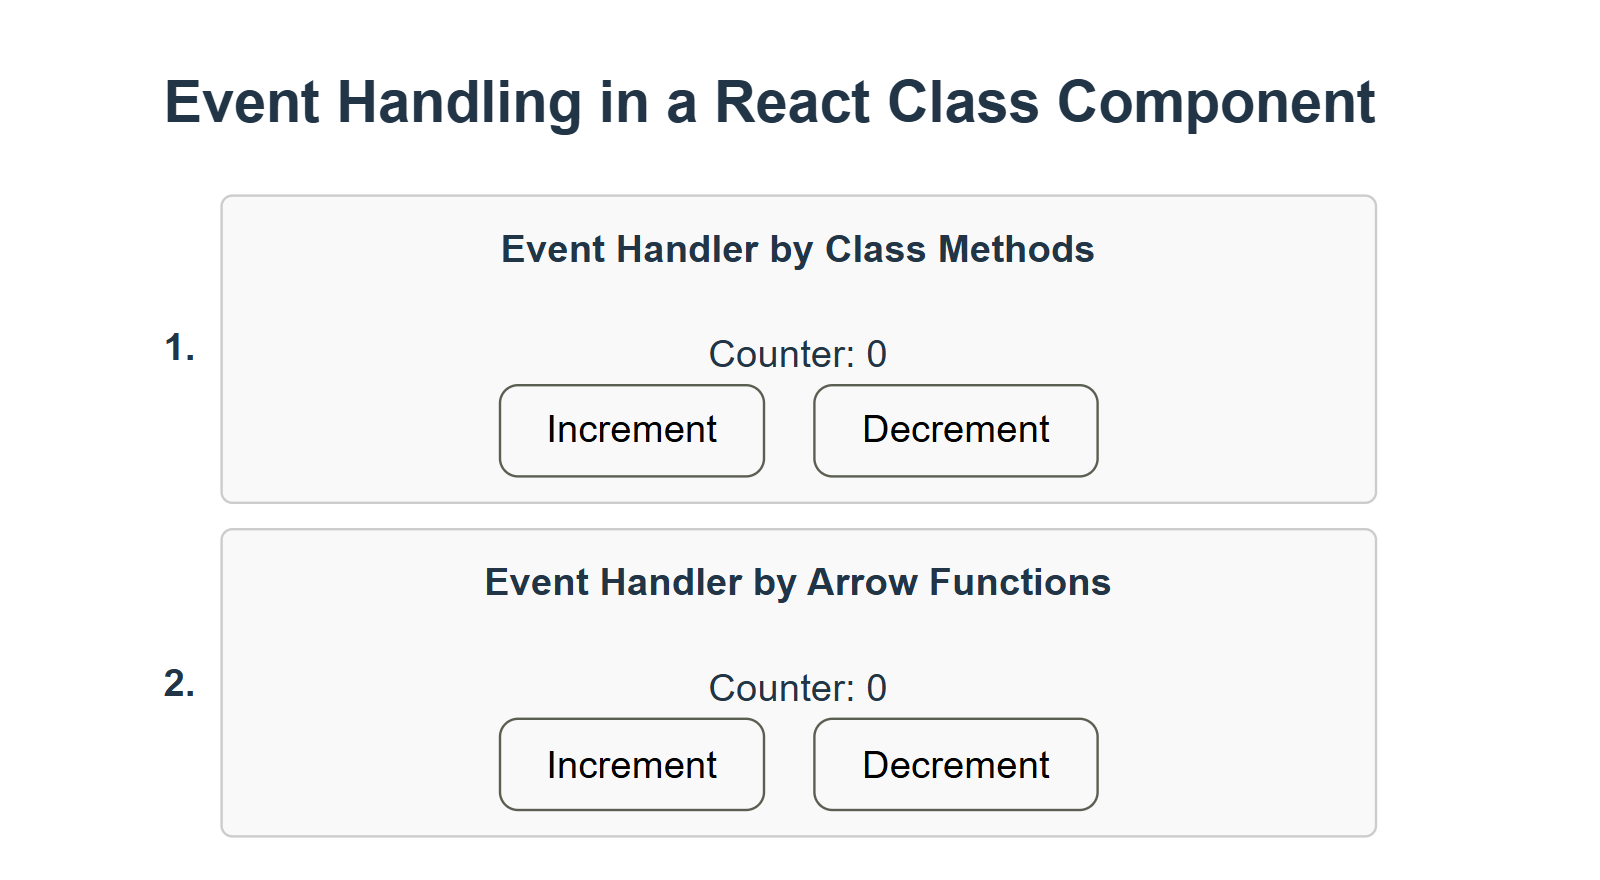 Event Handling in a React Class Component
1.
Event Handler by Class Methods
Counter: 0
Increment
Decrement
2.
Event Handler by Arrow Functions
Counter: 0
Increment
Decrement